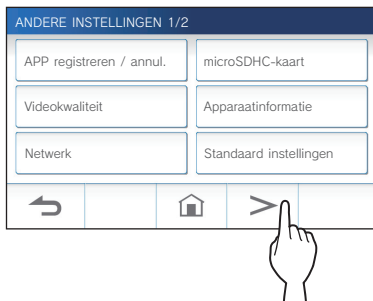 ANDERE INSTELLINGEN 1/2
APP registreren / annul.
microSDHC-kaart
Videokwaliteit
Apparaatinformatie
Netwerk
Standaard instellingen